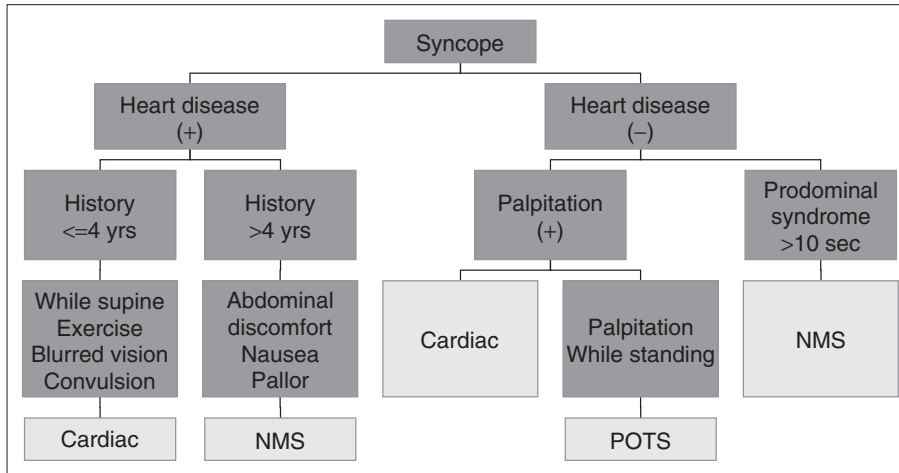 Syncope
Heart disease
(+)
Heart disease
(−)
History
<=4 yrs
History
>4 yrs
Palpitation
(+)
Prodominal
syndrome
>10 sec
While supine
Exercise
Blurred vision
Convulsion
Abdominal
discomfort
Nausea
Pallor
Cardiac
Palpitation
While standing
NMS
Cardiac
NMS
POTS